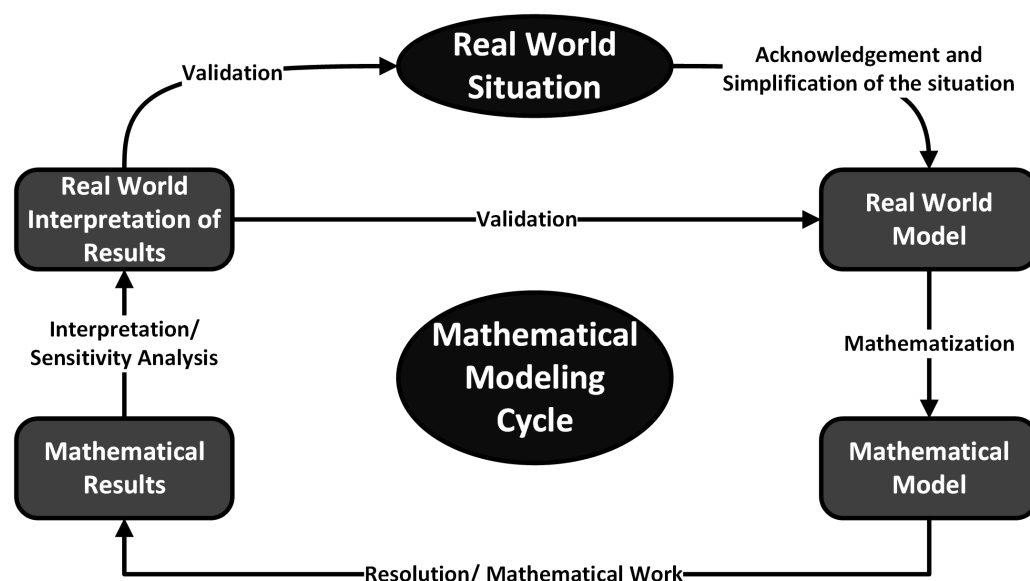 Real World
Situation
Validation
Acknowledgement and
Simplification of the situation
Real World
Interpretation of
Results
Validation
Real World
Model
Interpretation/
Sensitivity Analysis
Mathematical
Modeling
Cycle
Mathematization
Mathematical
Results
Mathematical
Model
Resolution/ Mathematical Work